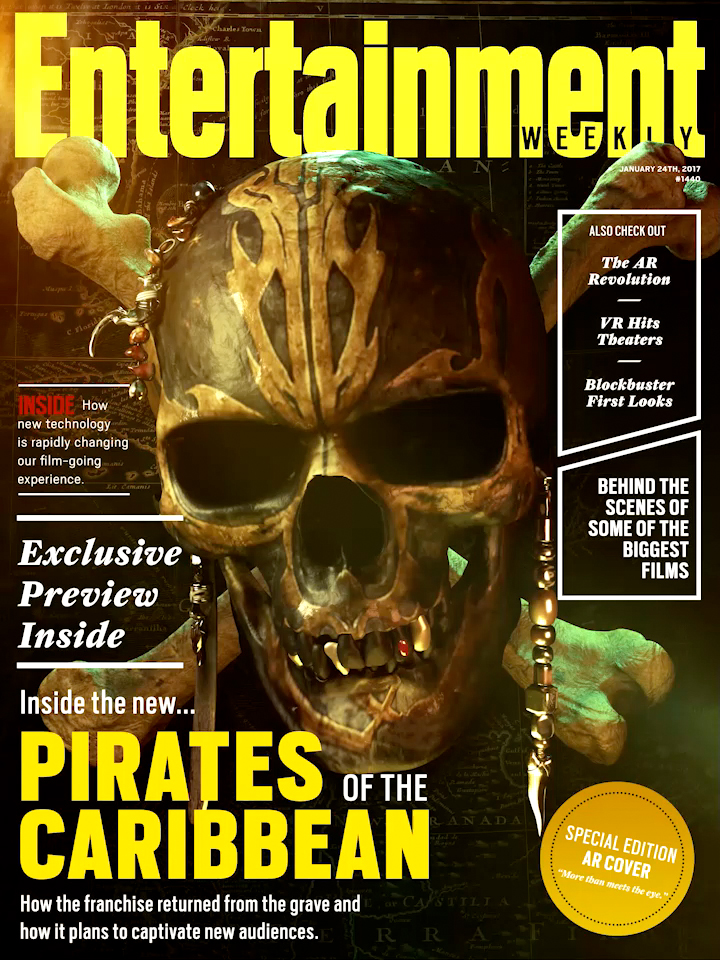 Entertainment
WEEKLY
JANUARY 24TH, 2017
#1440
ALSO CHECK OUT
The AR
Revolution
VR Hits
Theaters
Blockbuster
First Looks
BEHIND THE
SCENES OF
SOME OF THE
BIGGEST
FILMS
INSIDE How
new technology
is rapidly changing
our film-going
experience.
Exclusive
Preview
Inside
Inside the new...
PIRATES OF THE
CARIBBEAN
How the franchise returned from the grave and
how it plans to captivate new audiences.
SPECIAL EDITION
AR COVER
"More than meets the eye."
Charles Town